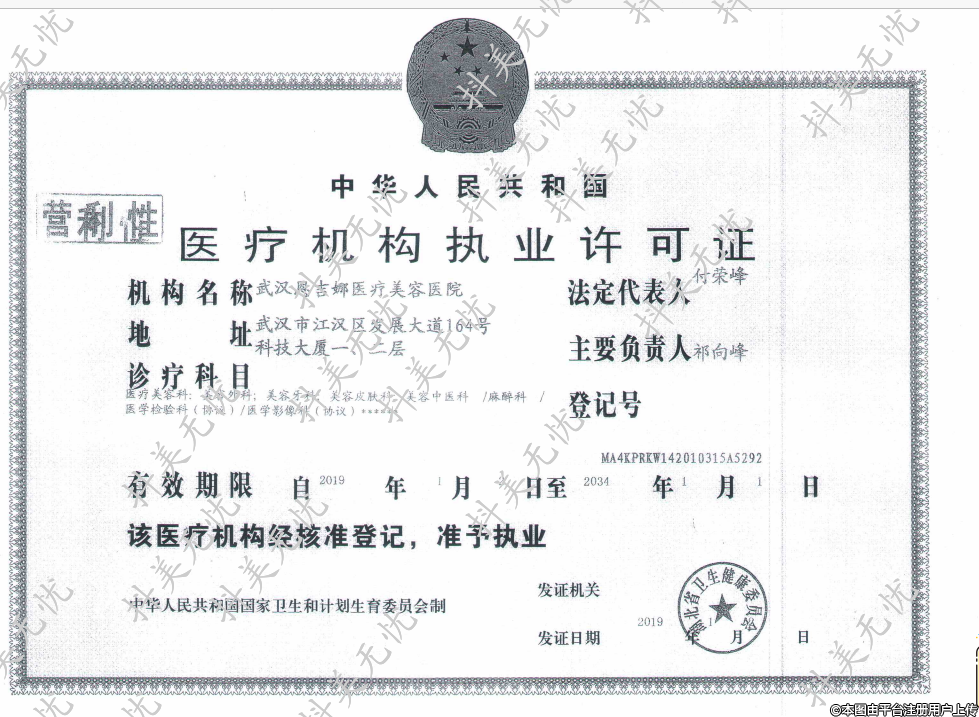 中华人民共和国
营利性
医疗机构执业许可证
机构名称 武汉恩吉娜医疗美容医院
法定代表人 付荣峰
地址 武汉市江汉区发展大道164号
科技大厦一、二层
主要负责人 祁向峰
诊疗科目
医疗美容科：美容外科；美容牙科；美容皮肤科；美容中医科 /麻醉科 /
医学检验科（协议）/医学影像科（协议）******
登记号
MA4KPRKW142010315A5292
有效期限 自 2019 年 1 月 日至 2034 年 1 月 1 日
该医疗机构经核准登记，准予执业
中华人民共和国国家卫生和计划生育委员会制
发证机关
湖北省卫生健康委员会
发证日期 2019 年 1 月 日
抖美无忧
©本图由平台注册用户上传